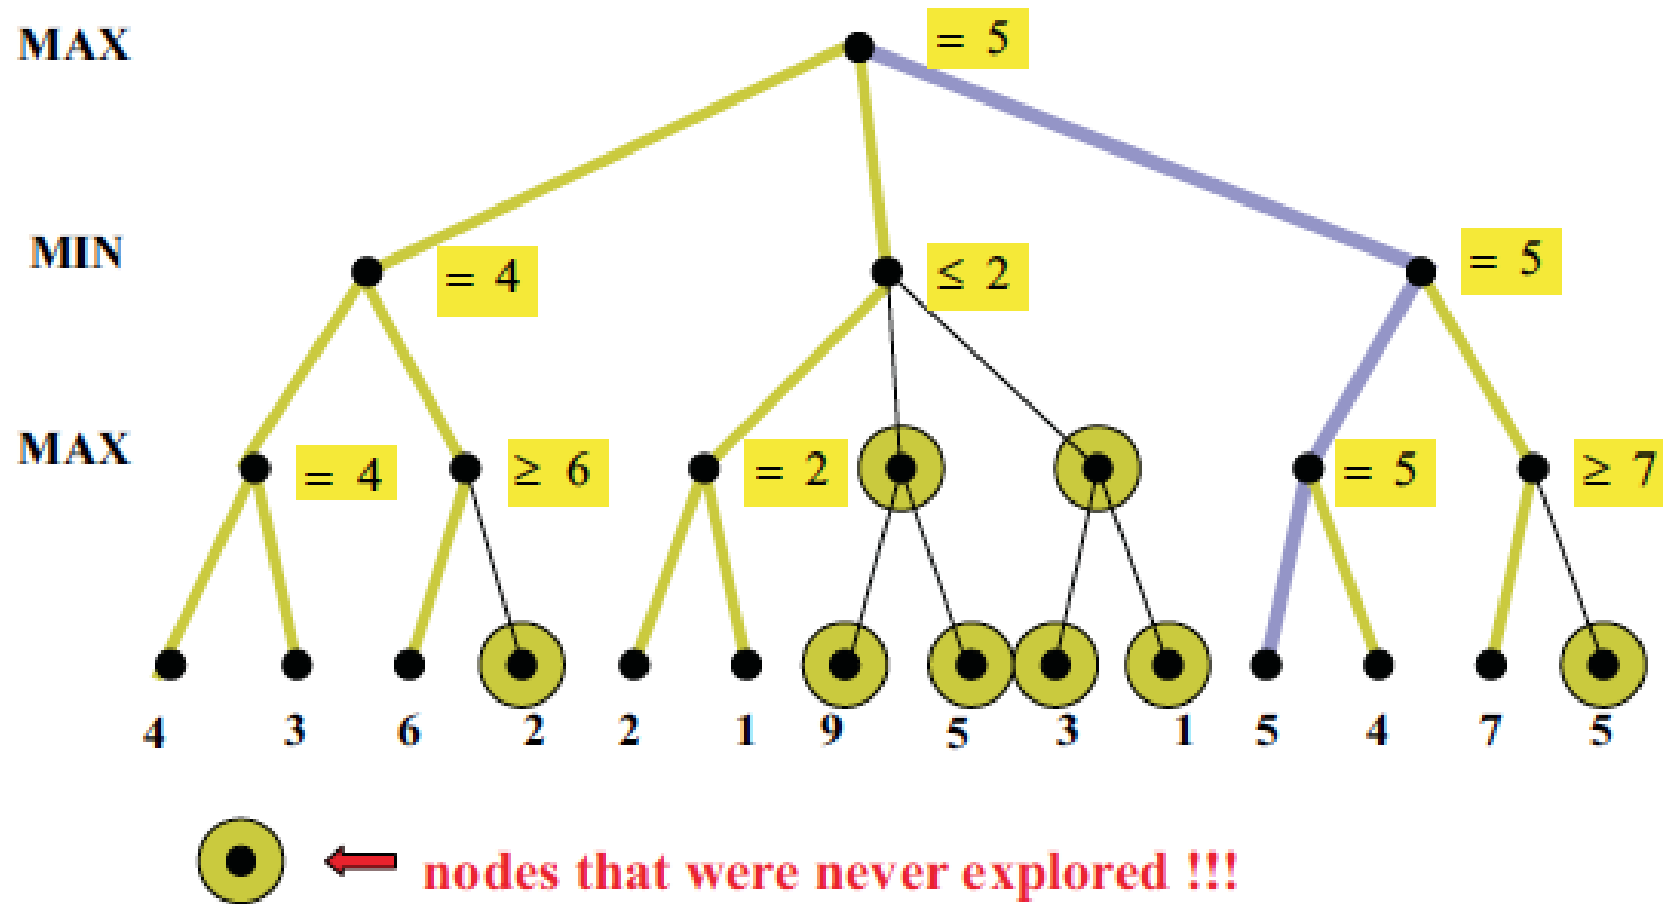 MAX = 5
MIN = 4 ≤ 2 = 5
MAX = 4 ≥ 6 = 2 = 5 ≥ 7
4 3 6 2 2 1 9 5 3 1 5 4 7 5
nodes that were never explored !!!